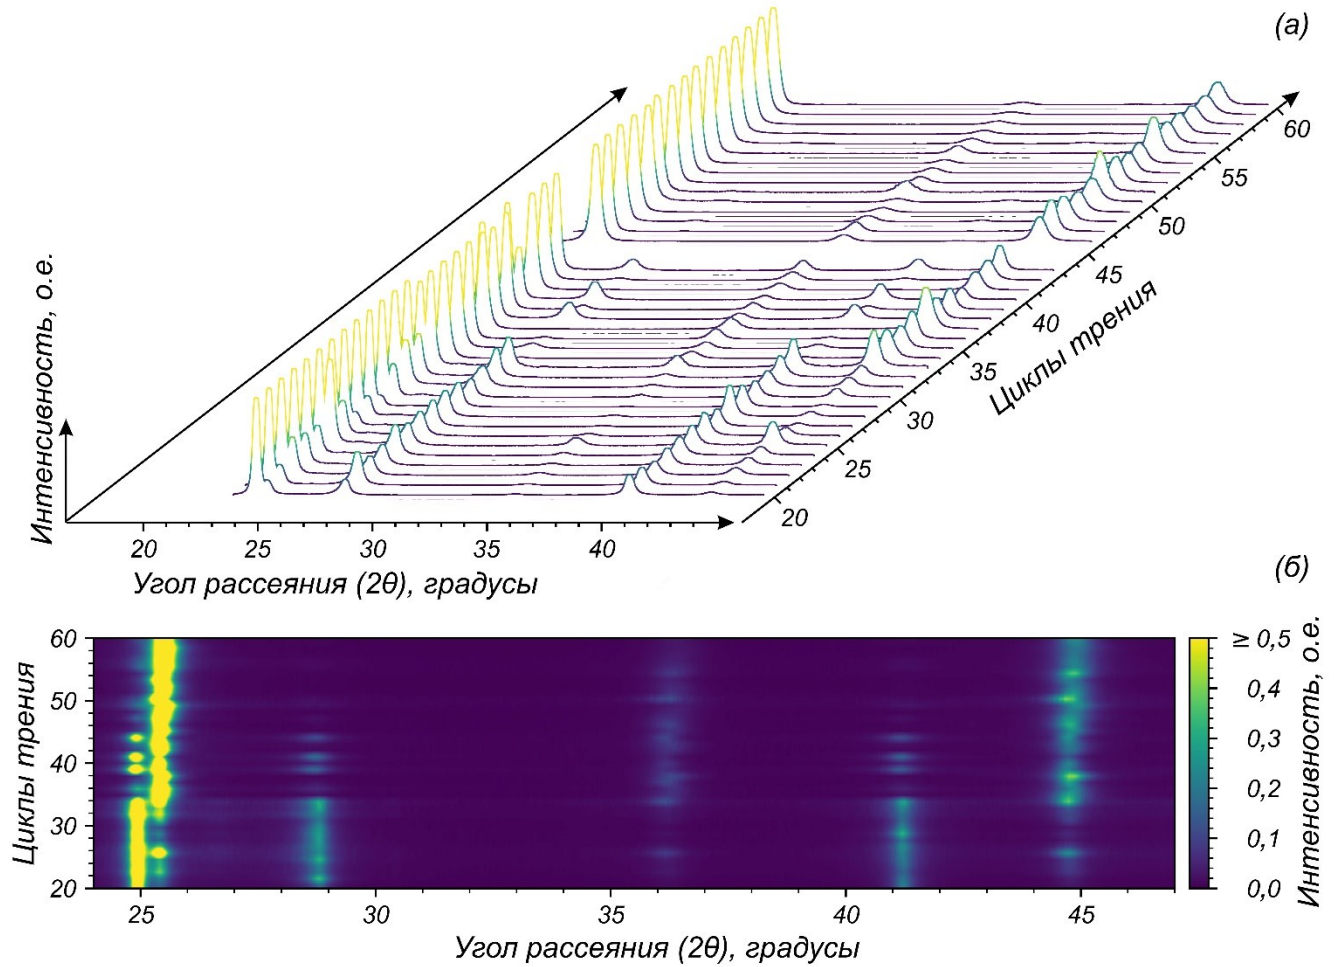 (а)
Интенсивность, о.е.
20 25 30 35 40
Угол рассеяния (2θ), градусы
20 25 30 35 40 45 50 55 60
Циклы трения
(б)
Циклы трения
60
50
40
30
20
25 30 35 40 45
Угол рассеяния (2θ), градусы
≥ 0,5
0,4
0,3
0,2
0,1
0,0
Интенсивность, о.е.